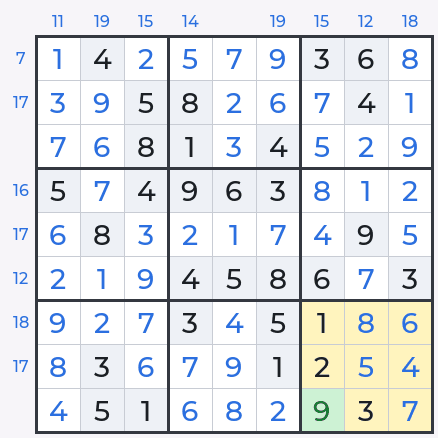 11 19 15 14 19 15 12 18
7 1 4 2 5 7 9 3 6 8
17 3 9 5 8 2 6 7 4 1
7 6 8 1 3 4 5 2 9
16 5 7 4 9 6 3 8 1 2
17 6 8 3 2 1 7 4 9 5
12 2 1 9 4 5 8 6 7 3
18 9 2 7 3 4 5 1 8 6
17 8 3 6 7 9 1 2 5 4
4 5 1 6 8 2 9 3 7